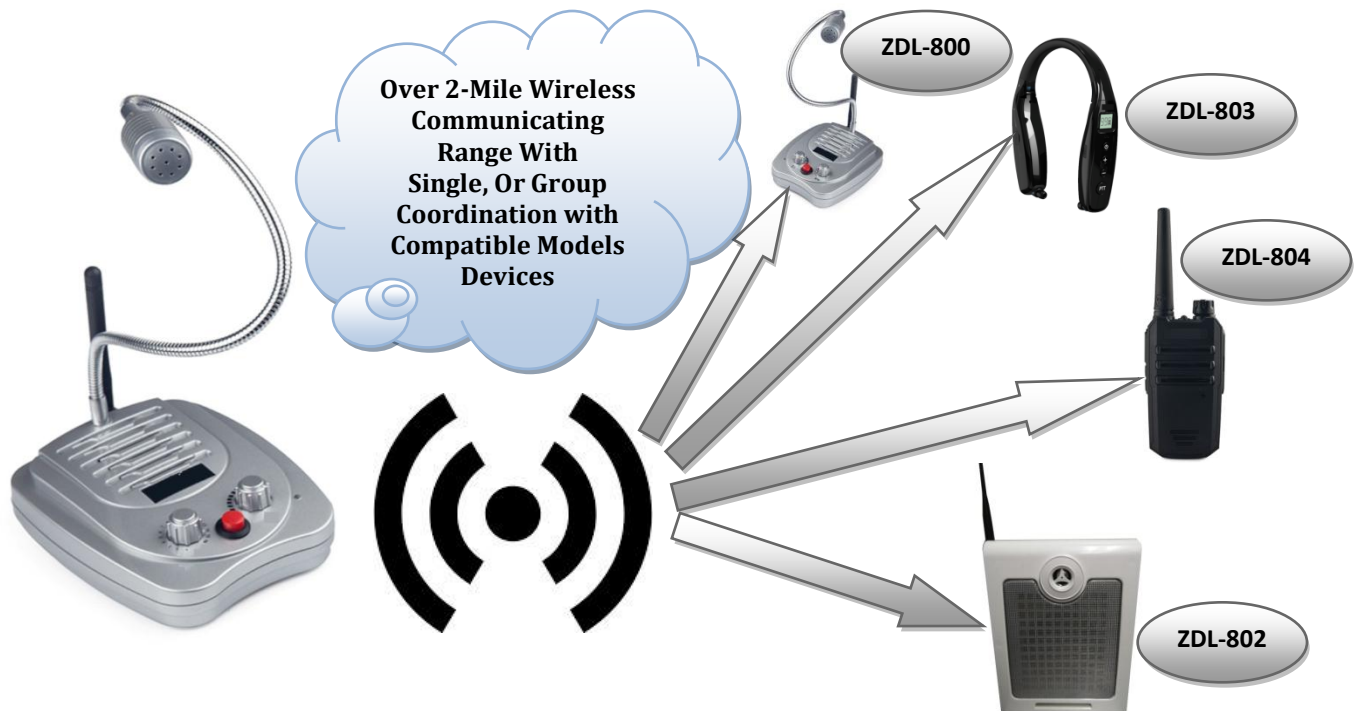 Over 2-Mile Wireless
Communicating
Range With
Single, Or Group
Coordination with
Compatible Models
Devices
ZDL-800
ZDL-803
ZDL-804
ZDL-802